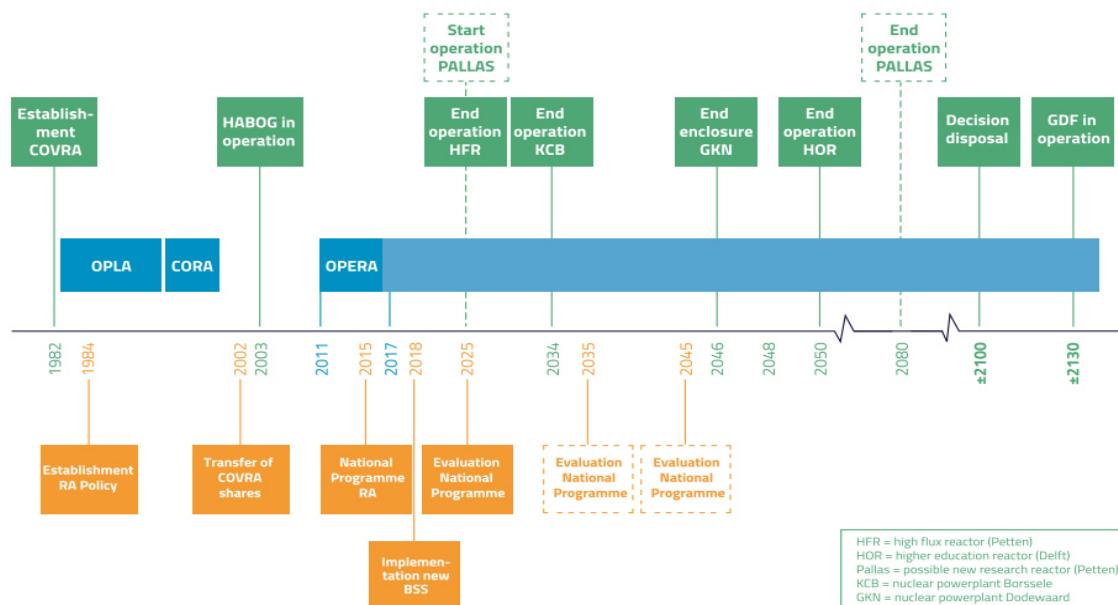 Start
operation
PALLAS
End
operation
PALLAS
Establish-
ment
COVRA
HABOG in
operation
End
operation
HFR
End
operation
KCB
End
enclosure
GKN
End
operation
HOR
Decision
disposal
GDF in
operation
OPLA
CORA
OPERA
1982
1984
2002
2003
2011
2015
2017
2018
2025
2034
2035
2045
2046
2048
2050
2080
±2100
±2130
Establishment
RA Policy
Transfer of
COVRA
shares
National
Programme
RA
Evaluation
National
Programme
Evaluation
National
Programme
Evaluation
National
Programme
Implemen-
tation new
BSS
HFR = high flux reactor (Petten)
HOR = higher education reactor (Delft)
Pallas = possible new research reactor (Petten)
KCB = nuclear powerplant Borssele
GKN = nuclear powerplant Dodewaard